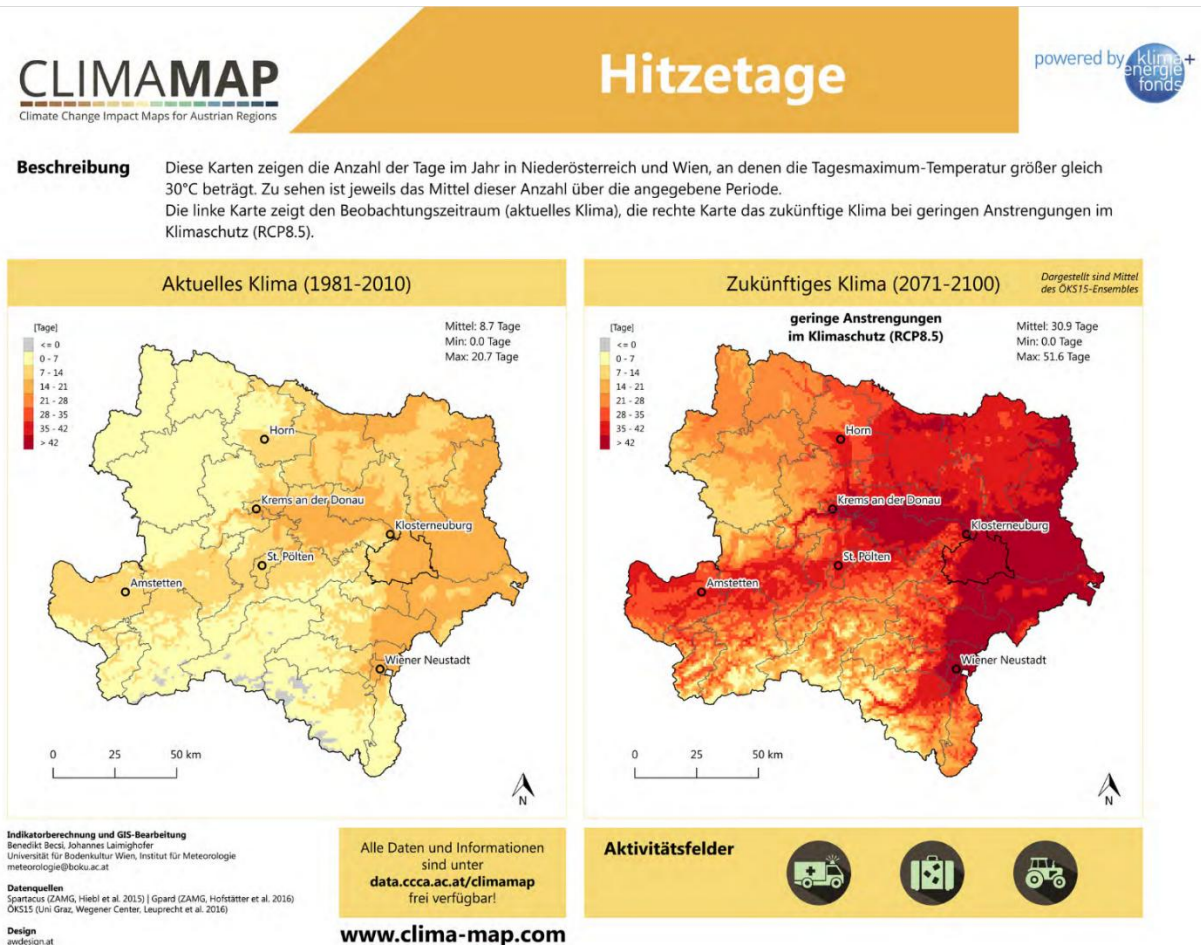 CLIMAMAP
Climate Change Impact Maps for Austrian Regions
Hitzetage
powered by klima+
energie
fonds
Beschreibung
Diese Karten zeigen die Anzahl der Tage im Jahr in Niederösterreich und Wien, an denen die Tagesmaximum-Temperatur größer gleich
30°C beträgt. Zu sehen ist jeweils das Mittel dieser Anzahl über die angegebene Periode.
Die linke Karte zeigt den Beobachtungszeitraum (aktuelles Klima), die rechte Karte das zukünftige Klima bei geringen Anstrengungen im
Klimaschutz (RCP8.5).
Aktuelles Klima (1981-2010)
[Tage]
<= 0
0 - 7
7 - 14
14 - 21
21 - 28
28 - 35
35 - 42
> 42
Mittel: 8.7 Tage
Min: 0.0 Tage
Max: 20.7 Tage
Horn
Krems an der Donau
Klosterneuburg
St. Pölten
Amstetten
Wiener Neustadt
0 25 50 km
N
Zukünftiges Klima (2071-2100)
Dargestellt sind Mittel
des ÖKS15-Ensembles
geringe Anstrengungen
im Klimaschutz (RCP8.5)
[Tage]
<= 0
0 - 7
7 - 14
14 - 21
21 - 28
28 - 35
35 - 42
> 42
Mittel: 30.9 Tage
Min: 0.0 Tage
Max: 51.6 Tage
Horn
Krems an der Donau
Klosterneuburg
St. Pölten
Amstetten
Wiener Neustadt
0 25 50 km
N
Indikatorberechnung und GIS-Bearbeitung
Benedikt Becsi, Johannes Laimighofer
Universität für Bodenkultur Wien, Institut für Meteorologie
meteorologie@boku.ac.at
Datenquellen
Spartacus (ZAMG, Hiebl et al. 2015) | Gpard (ZAMG, Hofstätter et al. 2016)
ÖKS15 (Uni Graz, Wegener Center, Leuprecht et al. 2016)
Design
awdesign.at
Alle Daten und Informationen
sind unter
data.ccca.ac.at/climamap
frei verfügbar!
www.clima-map.com
Aktivitätsfelder